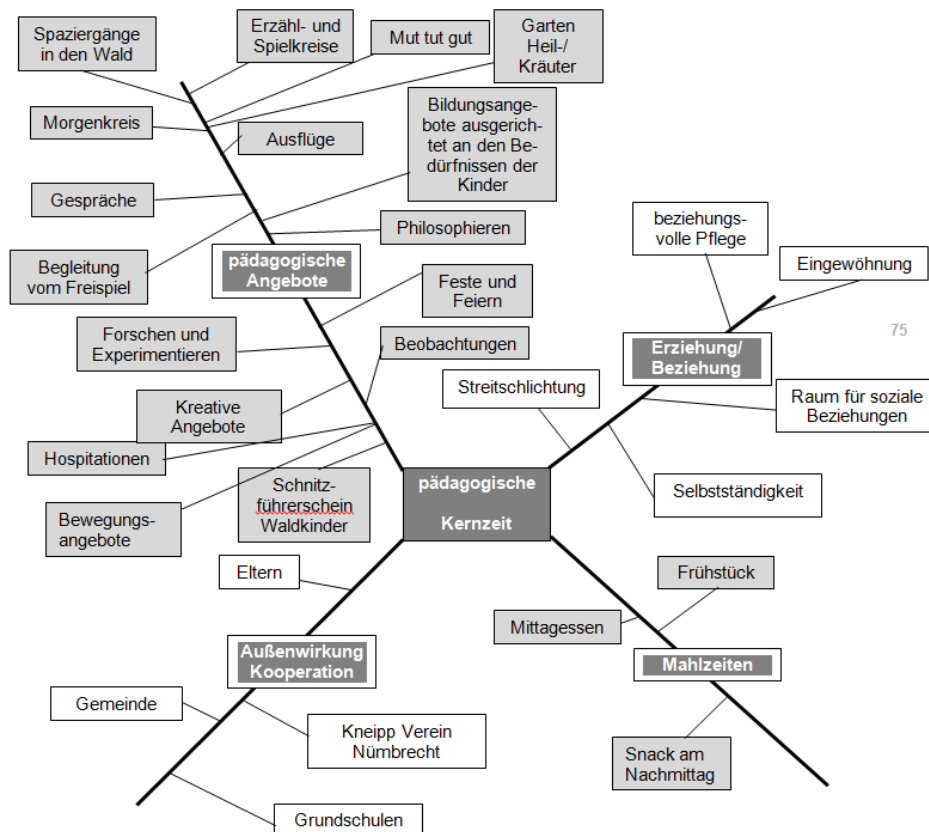 Spaziergänge
in den Wald
Erzähl- und
Spielkreise
Mut tut gut
Garten
Heil-/
Kräuter
Morgenkreis
Ausflüge
Bildungsange-
bote ausgerich-
tet an den Be-
dürfnissen der
Kinder
Gespräche
Philosophieren
beziehungs-
volle Pflege
Eingewöhnung
Begleitung
vom Freispiel
pädagogische
Angebote
Feste und
Feiern
75
Forschen und
Experimentieren
Beobachtungen
Erziehung/
Beziehung
Streitschlichtung
Raum für soziale
Beziehungen
Kreative
Angebote
Hospitationen
Schnitz-
führerschein
Waldkinder
pädagogische
Kernzeit
Selbstständigkeit
Bewegungs-
angebote
Eltern
Frühstück
Mittagessen
Außenwirkung
Kooperation
Mahlzeiten
Gemeinde
Kneipp Verein
Nümbrecht
Snack am
Nachmittag
Grundschulen